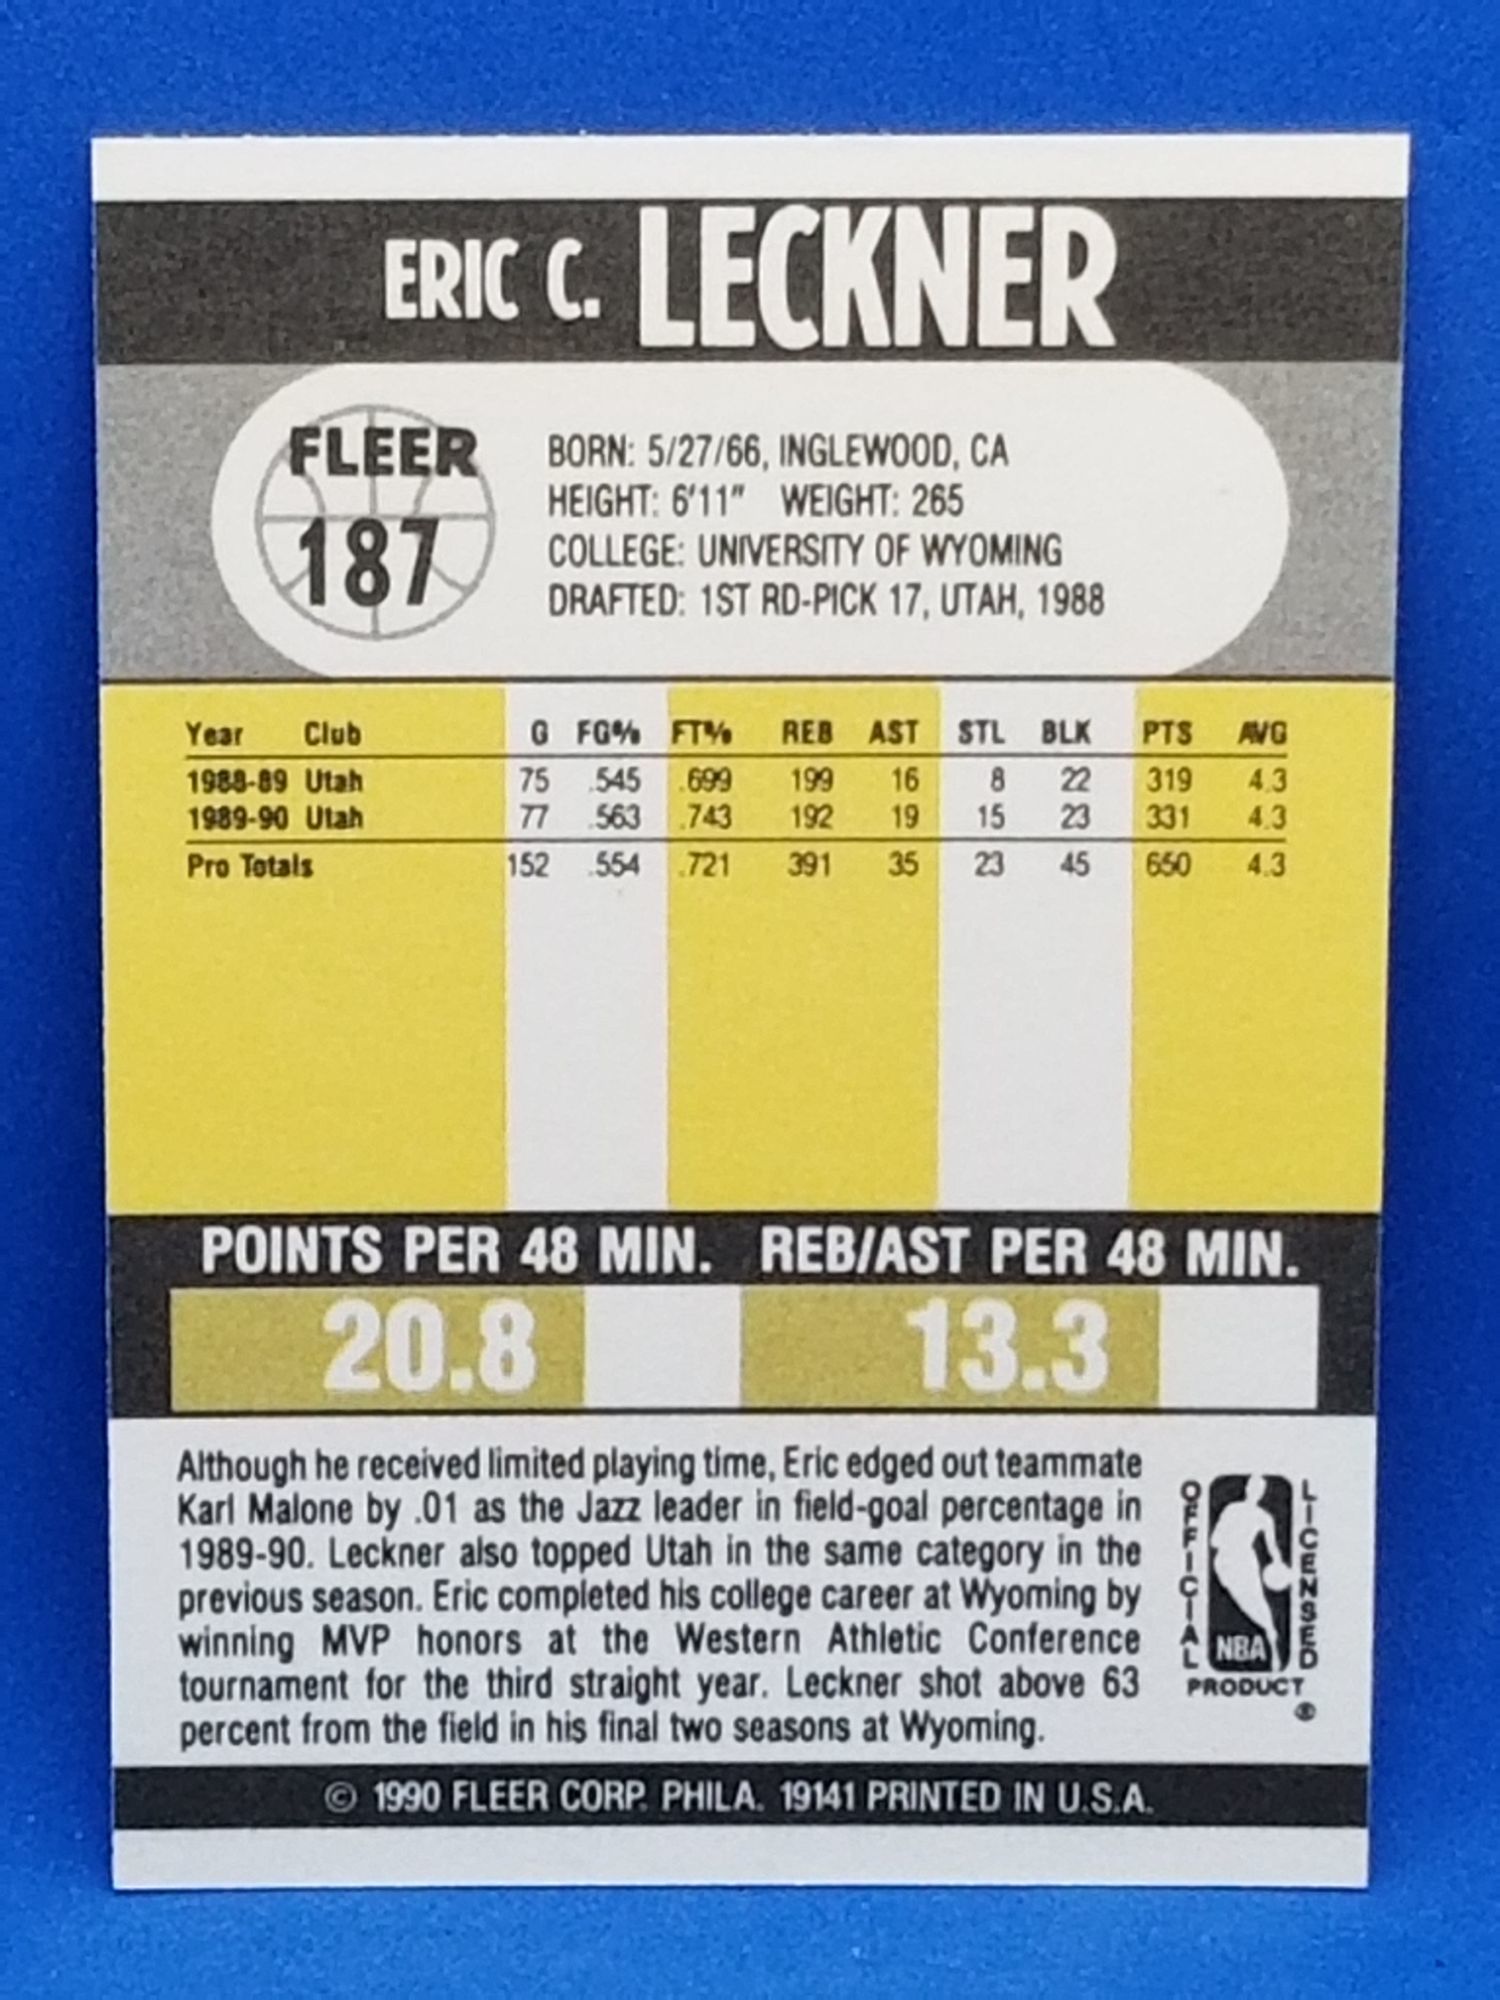 ERIC C. LECKNER
FLEER
187
BORN: 5/27/66, INGLEWOOD, CA
HEIGHT: 6'11" WEIGHT: 265
COLLEGE: UNIVERSITY OF WYOMING
DRAFTED: 1ST RD-PICK 17, UTAH, 1988
Year Club G FG% FT% REB AST STL BLK PTS AVG
1988-89 Utah 75 .545 .699 199 16 8 22 319 4.3
1989-90 Utah 77 .563 .743 192 19 15 23 331 4.3
Pro Totals 152 .554 .721 391 35 23 45 650 4.3
POINTS PER 48 MIN. REB/AST PER 48 MIN.
20.8 13.3
Although he received limited playing time, Eric edged out teammate
Karl Malone by .01 as the Jazz leader in field-goal percentage in
1989-90. Leckner also topped Utah in the same category in the
previous season. Eric completed his college career at Wyoming by
winning MVP honors at the Western Athletic Conference
tournament for the third straight year. Leckner shot above 63
percent from the field in his final two seasons at Wyoming.
OFFICIAL
LICENSED
NBA
PRODUCT
®
© 1990 FLEER CORP. PHILA. 19141 PRINTED IN U.S.A.